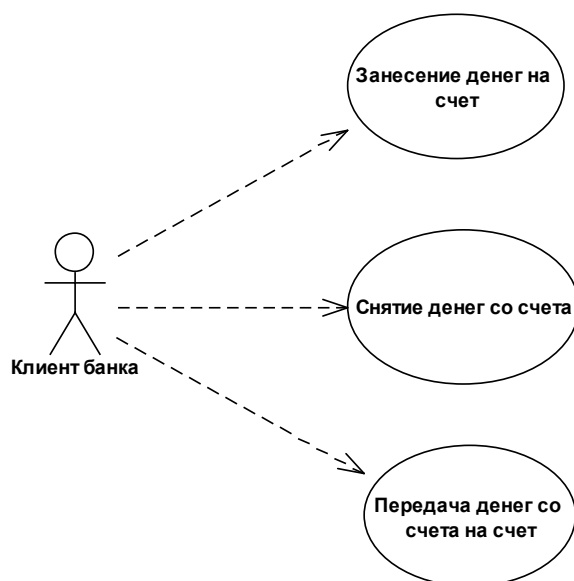 Занесение денег на
счет
Снятие денег со счета
Клиент банка
Передача денег со
счета на счет